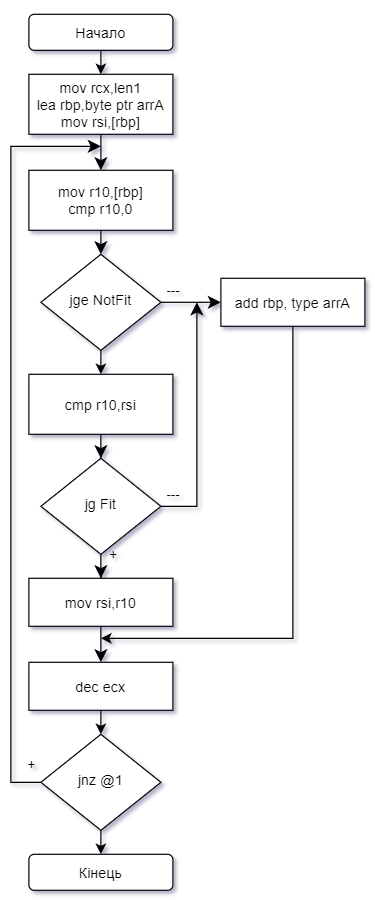 Начало
mov rcx,len1
lea rbp,byte ptr arrA
mov rsi,[rbp]
mov r10,[rbp]
cmp r10,0
jge NotFit
---
add rbp, type arrA
cmp r10,rsi
jg Fit
---
+
mov rsi,r10
dec ecx
+
jnz @1
Кінець